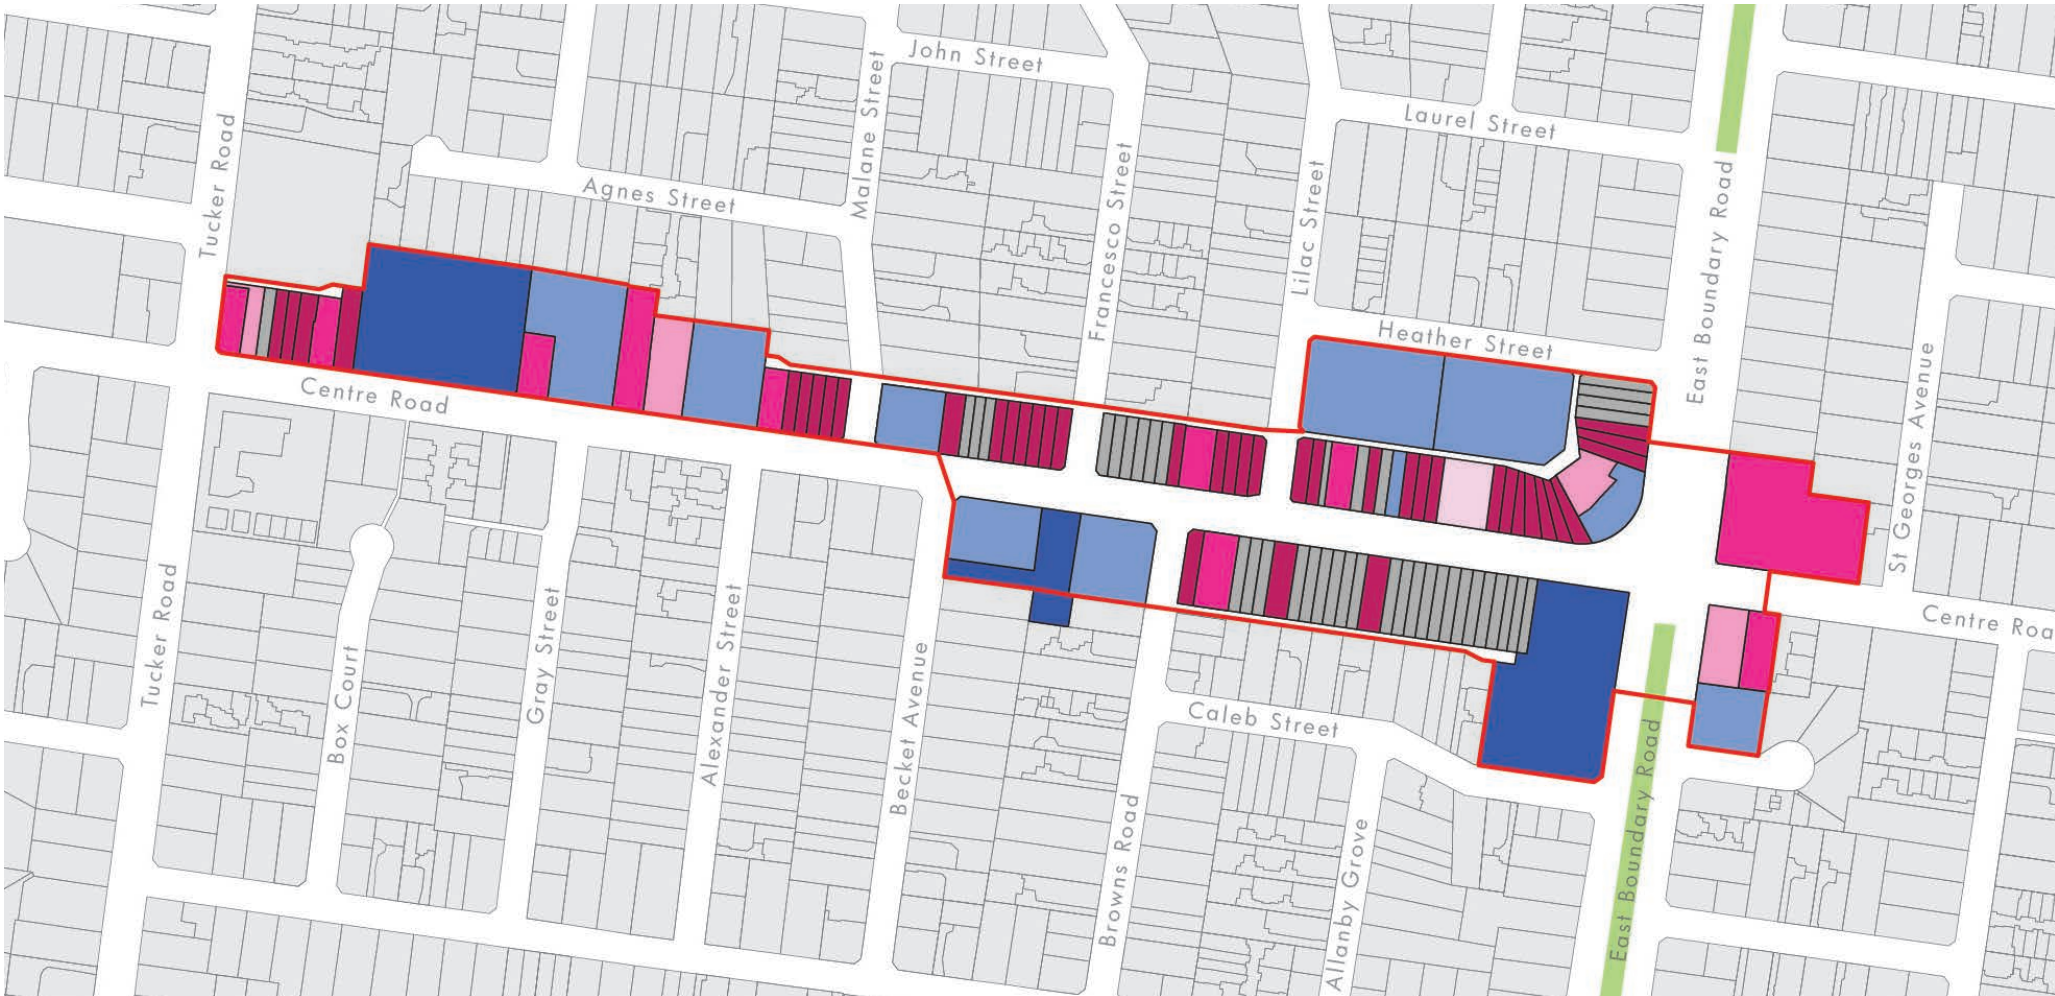 John Street
Laurel Street
Malane Street
Tucker Road
Francesco Street
Lilac Street
East Boundary Road
Agnes Street
Heather Street
St Georges Avenue
Centre Road
Centre Roa
Tucker Road
Box Court
Gray Street
Alexander Street
Becket Avenue
Caleb Street
Browns Road
Allanby Grove
East Boundary Road